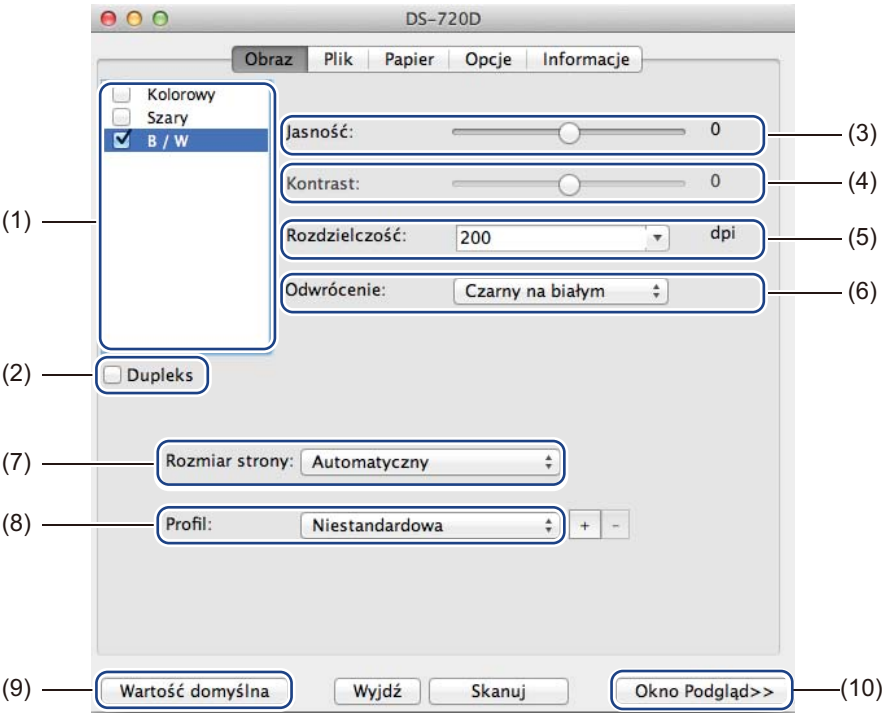 DS-720D
Obraz Plik Papier Opcje Informacje
Kolorowy
Szary
B / W
(1)
Jasność: 0 (3)
Kontrast: 0 (4)
Rozdzielczość: 200 dpi (5)
Odwrócenie: Czarny na białym (6)
(2) Dupleks
(7) Rozmiar strony: Automatyczny
(8) Profil: Niestandardowa + -
(9) Wartość domyślna Wyjdź Skanuj Okno Podgląd>> (10)